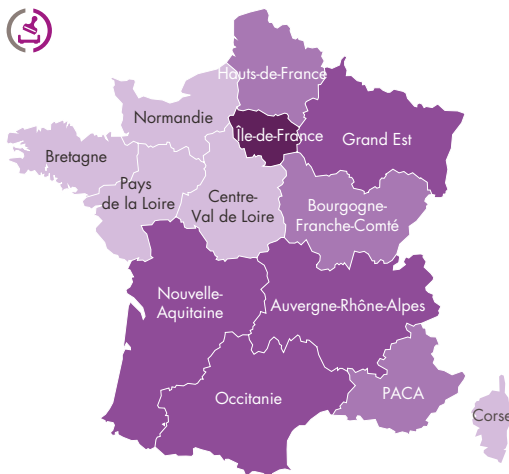 Hauts-de-France
Normandie
Île-de-France
Grand Est
Bretagne
Pays
de la Loire
Centre-
Val de Loire
Bourgogne-
Franche-Comté
Nouvelle-
Aquitaine
Auvergne-Rhône-Alpes
Occitanie
PACA
Corse